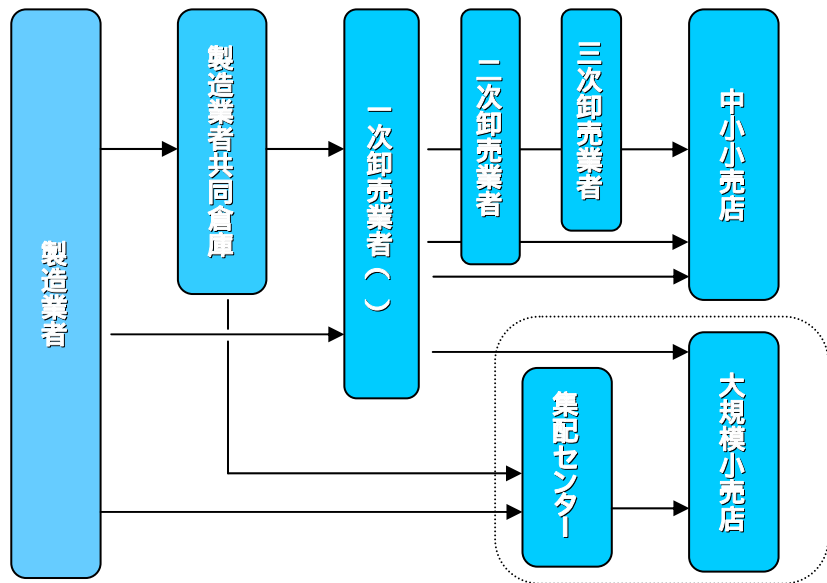 製造業者
製造業者共同倉庫
一次卸売業者( )
二次卸売業者
三次卸売業者
中小小売店
集配センター
大規模小売店